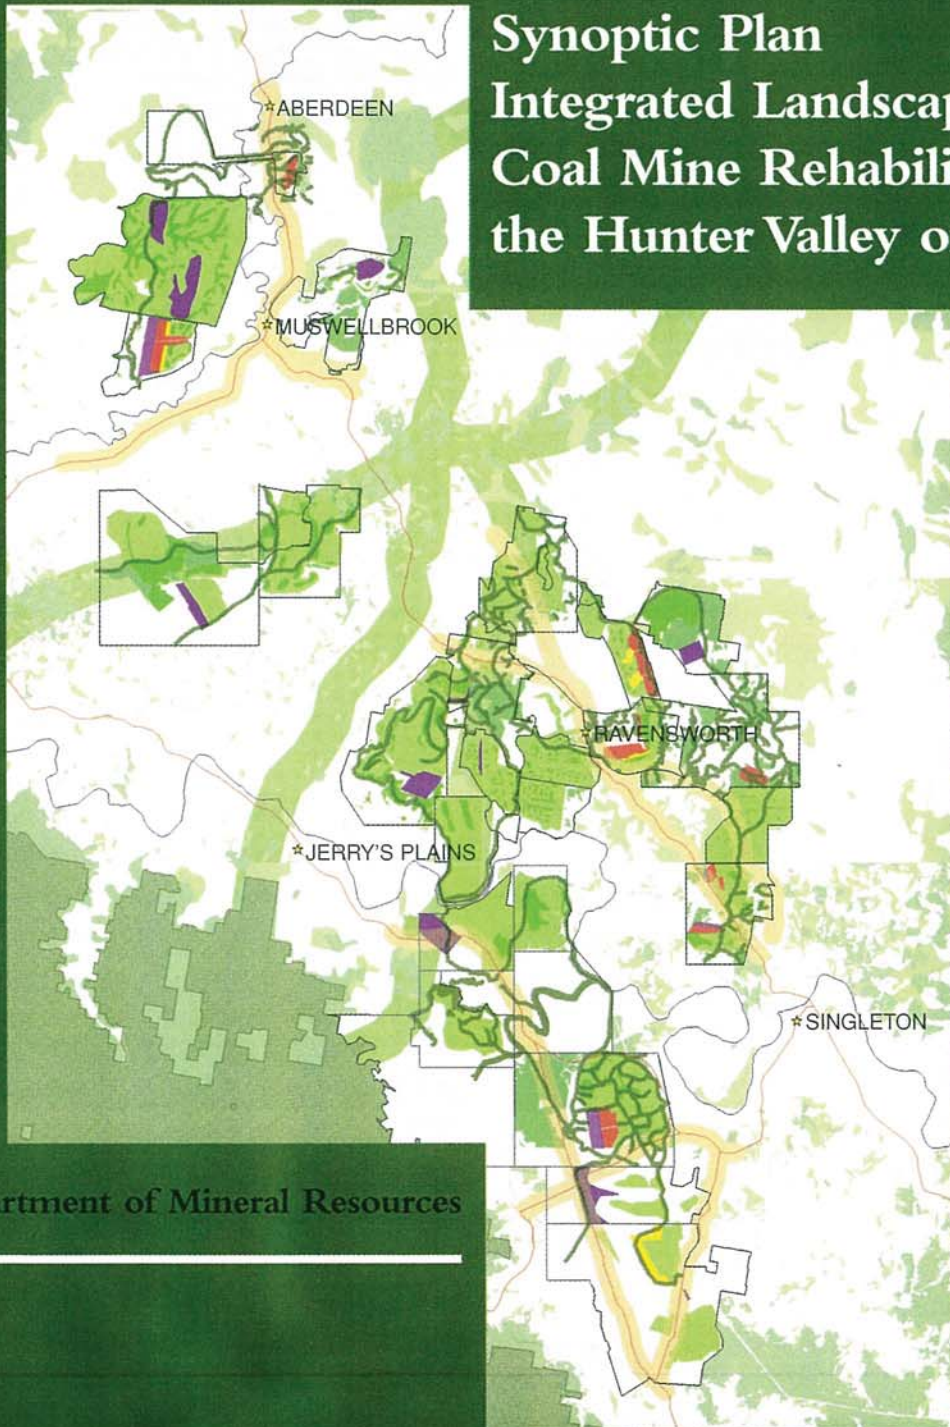 Synoptic Plan
Integrated Landsca
Coal Mine Rehabili
the Hunter Valley o
ABERDEEN
MUSWELLBROOK
RAVENSWORTH
JERRY'S PLAINS
SINGLETON
rtment of Mineral Resources